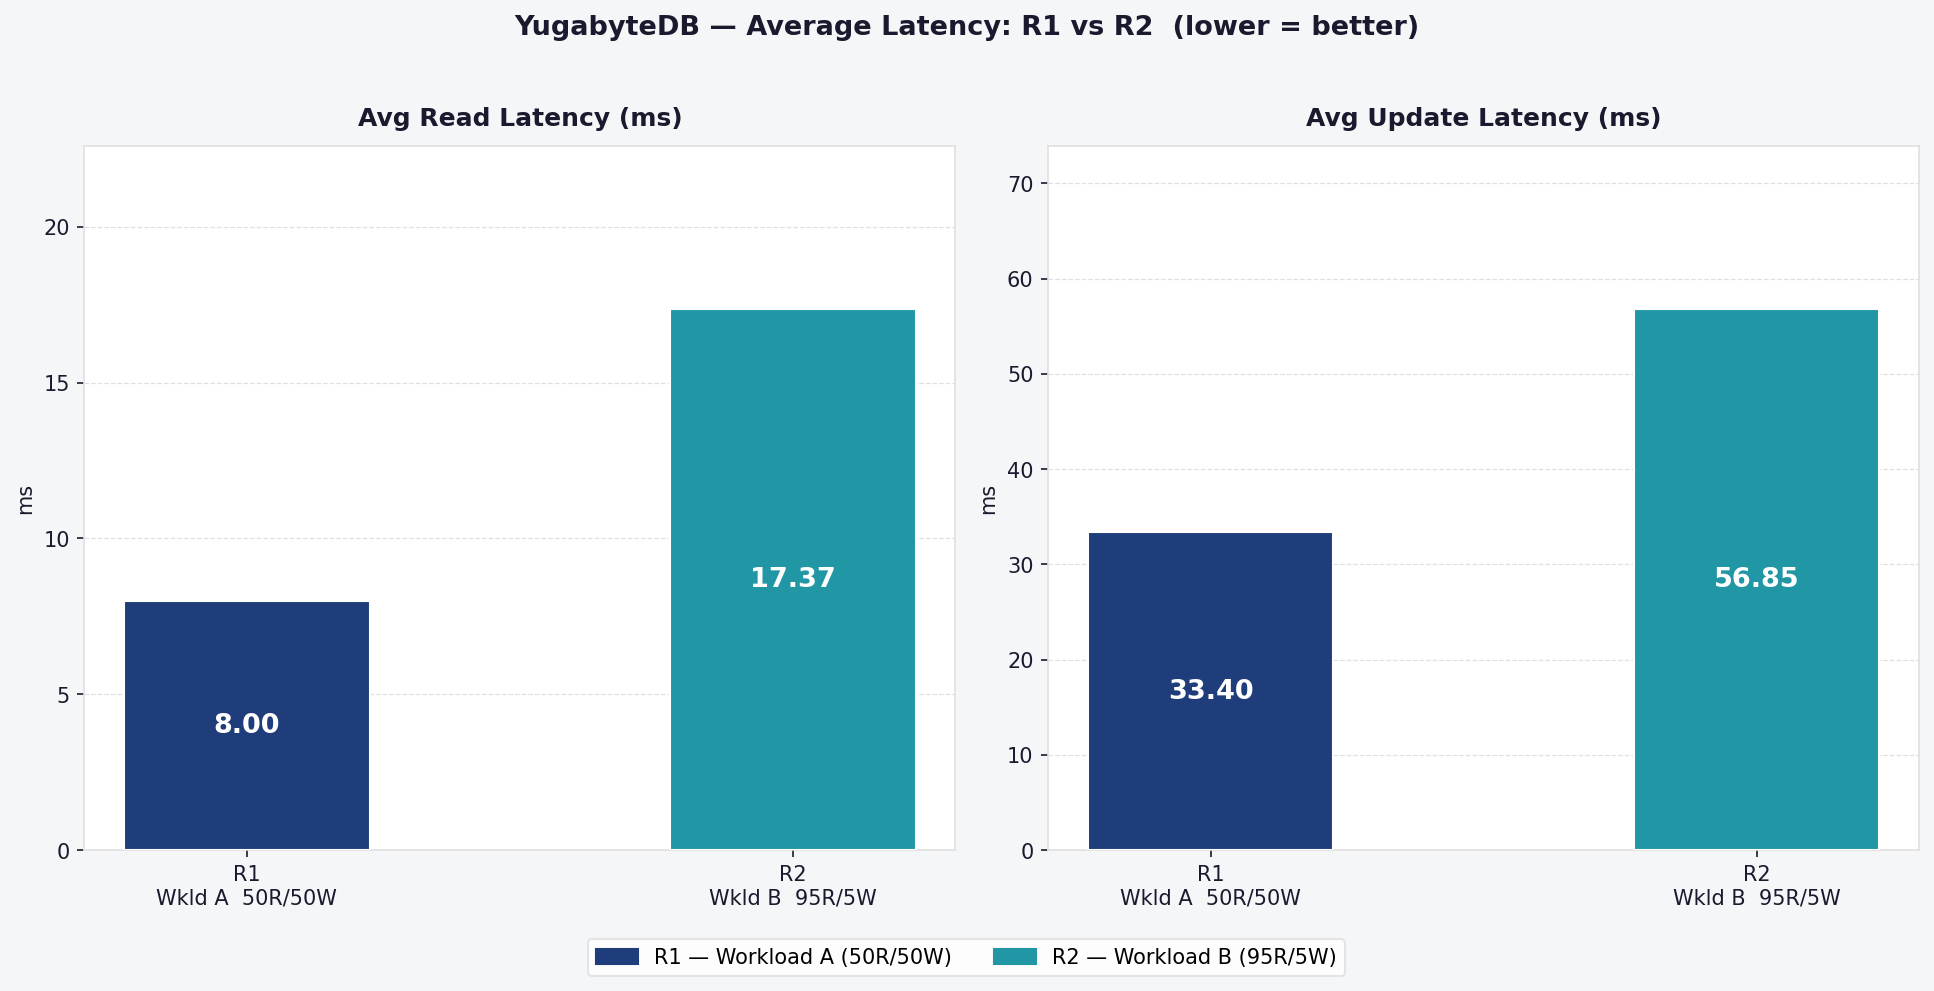 YugabyteDB — Average Latency: R1 vs R2  (lower = better)
Avg Read Latency (ms)
ms
20
15
10
5
0
8.00
17.37
R1
Wkld A  50R/50W
R2
Wkld B  95R/5W
Avg Update Latency (ms)
ms
70
60
50
40
30
20
10
0
33.40
56.85
R1
Wkld A  50R/50W
R2
Wkld B  95R/5W
R1 — Workload A (50R/50W)
R2 — Workload B (95R/5W)